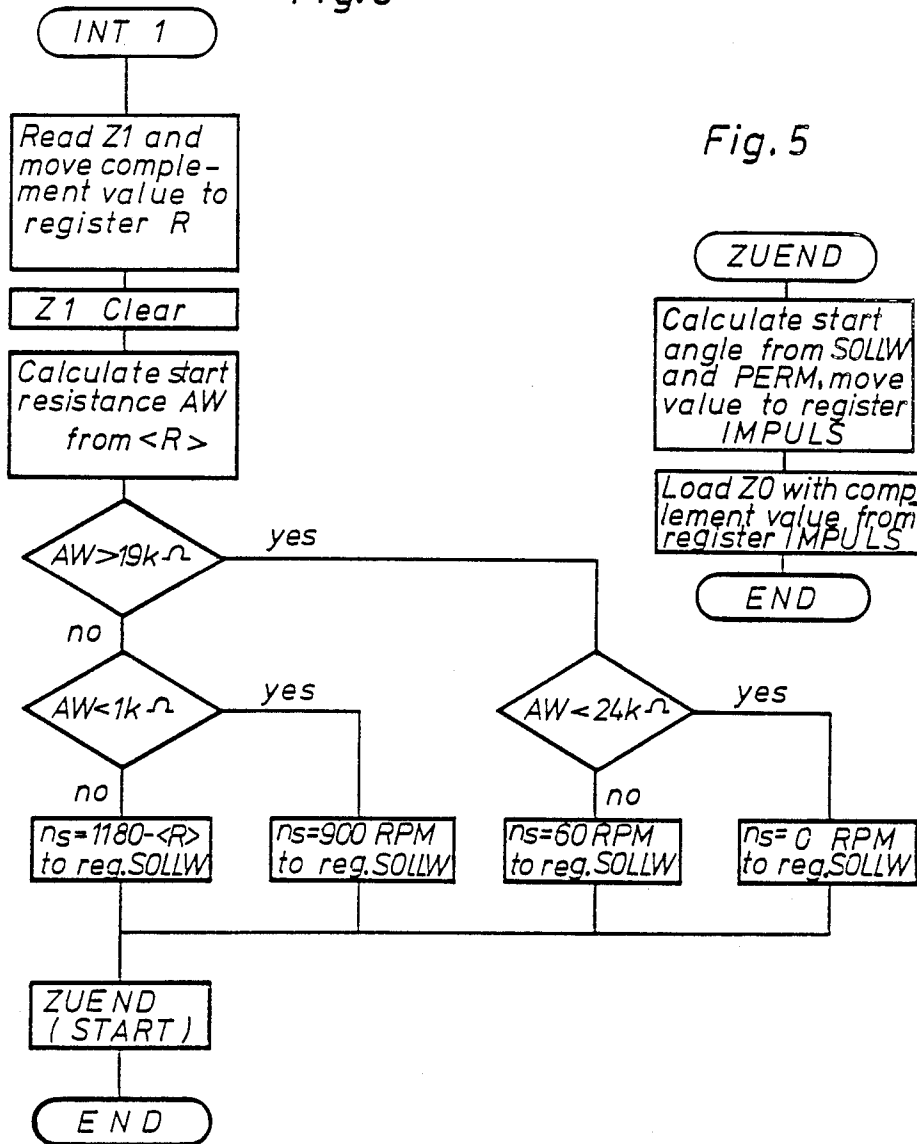 INT 1
Read Z1 and
move comple-
ment value to
register R
Z1 Clear
Calculate start
resistance AW
from <R>
AW>19kΩ
yes
no
AW<1kΩ
yes
no
AW<24kΩ
yes
no
ns=1180-<R>
to reg.SOLLW
ns=900 RPM
to reg.SOLLW
ns=60 RPM
to reg.SOLLW
ns= 0 RPM
to reg.SOLLW
ZUEND
(START)
END
Fig. 5
ZUEND
Calculate start
angle from SOLLW
and PERM, move
value to register
IMPULS
Load Z0 with comp_
lement value from
register IMPULS
END